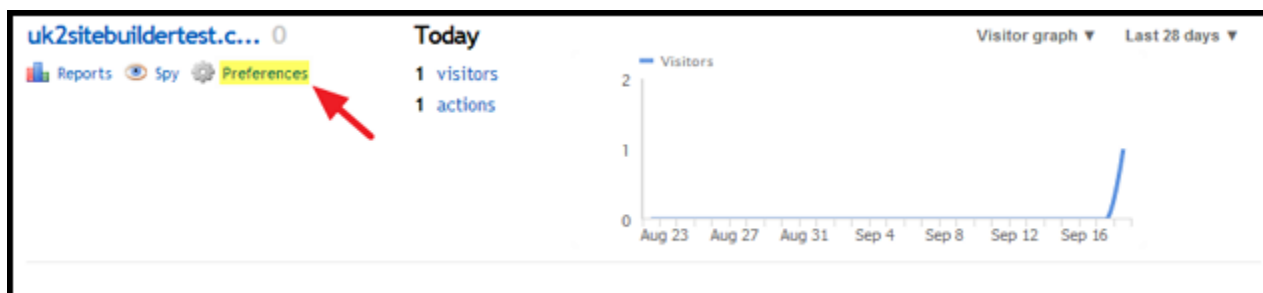 uk2sitebuildertest.c... 0
Reports Spy Preferences
Today
1 visitors
1 actions
Visitor graph ▼ Last 28 days ▼
Visitors
2
1
0
Aug 23 Aug 27 Aug 31 Sep 4 Sep 8 Sep 12 Sep 16